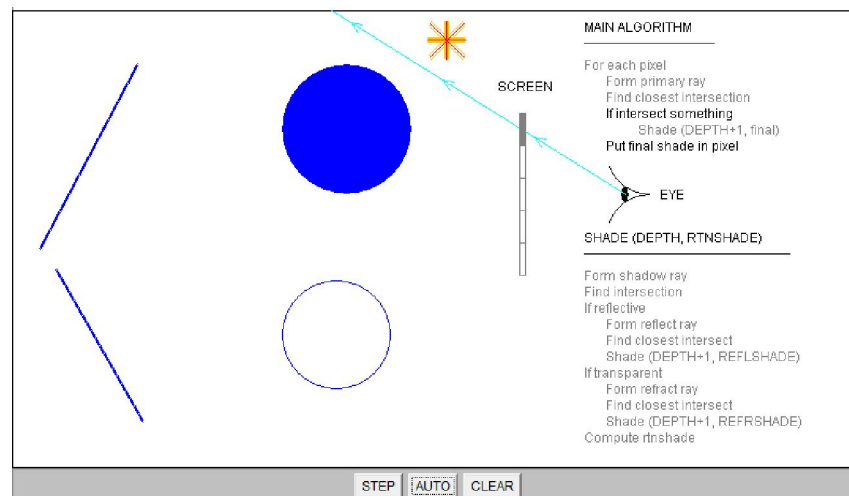 MAIN ALGORITHM
For each pixel
Form primary ray
Find closest intersection
If intersect something
Shade (DEPTH+1, final)
Put final shade in pixel
SCREEN
EYE
SHADE (DEPTH, RTNSHADE)
Form shadow ray
Find intersection
If reflective
Form reflect ray
Find closest intersect
Shade (DEPTH+1, REFLSHADE)
If transparent
Form refract ray
Find closest intersect
Shade (DEPTH+1, REFRSHADE)
Compute rtnshade
STEP AUTO CLEAR